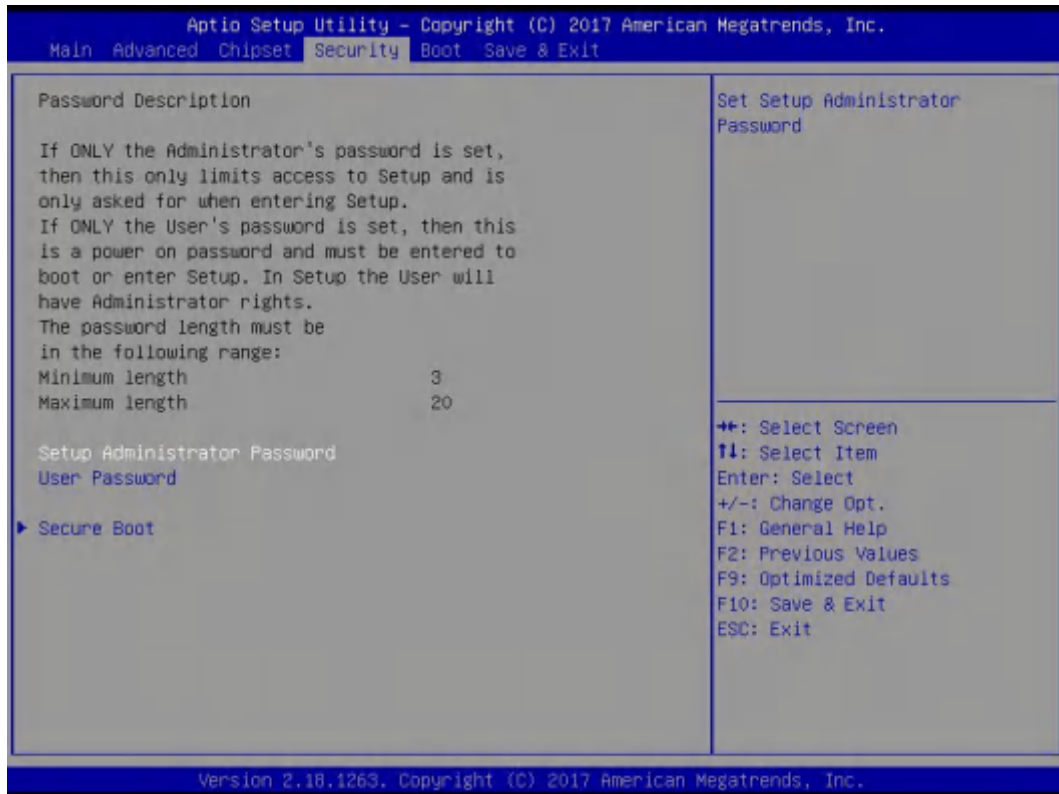 Aptio Setup Utility – Copyright (C) 2017 American Megatrends, Inc.
Main Advanced Chipset Security Boot Save & Exit
Password Description
If ONLY the Administrator's password is set,
then this only limits access to Setup and is
only asked for when entering Setup.
If ONLY the User's password is set, then this
is a power on password and must be entered to
boot or enter Setup. In Setup the User will
have Administrator rights.
The password length must be
in the following range:
Minimum length 3
Maximum length 20
Setup Administrator Password
User Password
▶ Secure Boot
Set Setup Administrator
Password
→←: Select Screen
↑↓: Select Item
Enter: Select
+/-: Change Opt.
F1: General Help
F2: Previous Values
F9: Optimized Defaults
F10: Save & Exit
ESC: Exit
Version 2.18.1263. Copyright (C) 2017 American Megatrends, Inc.